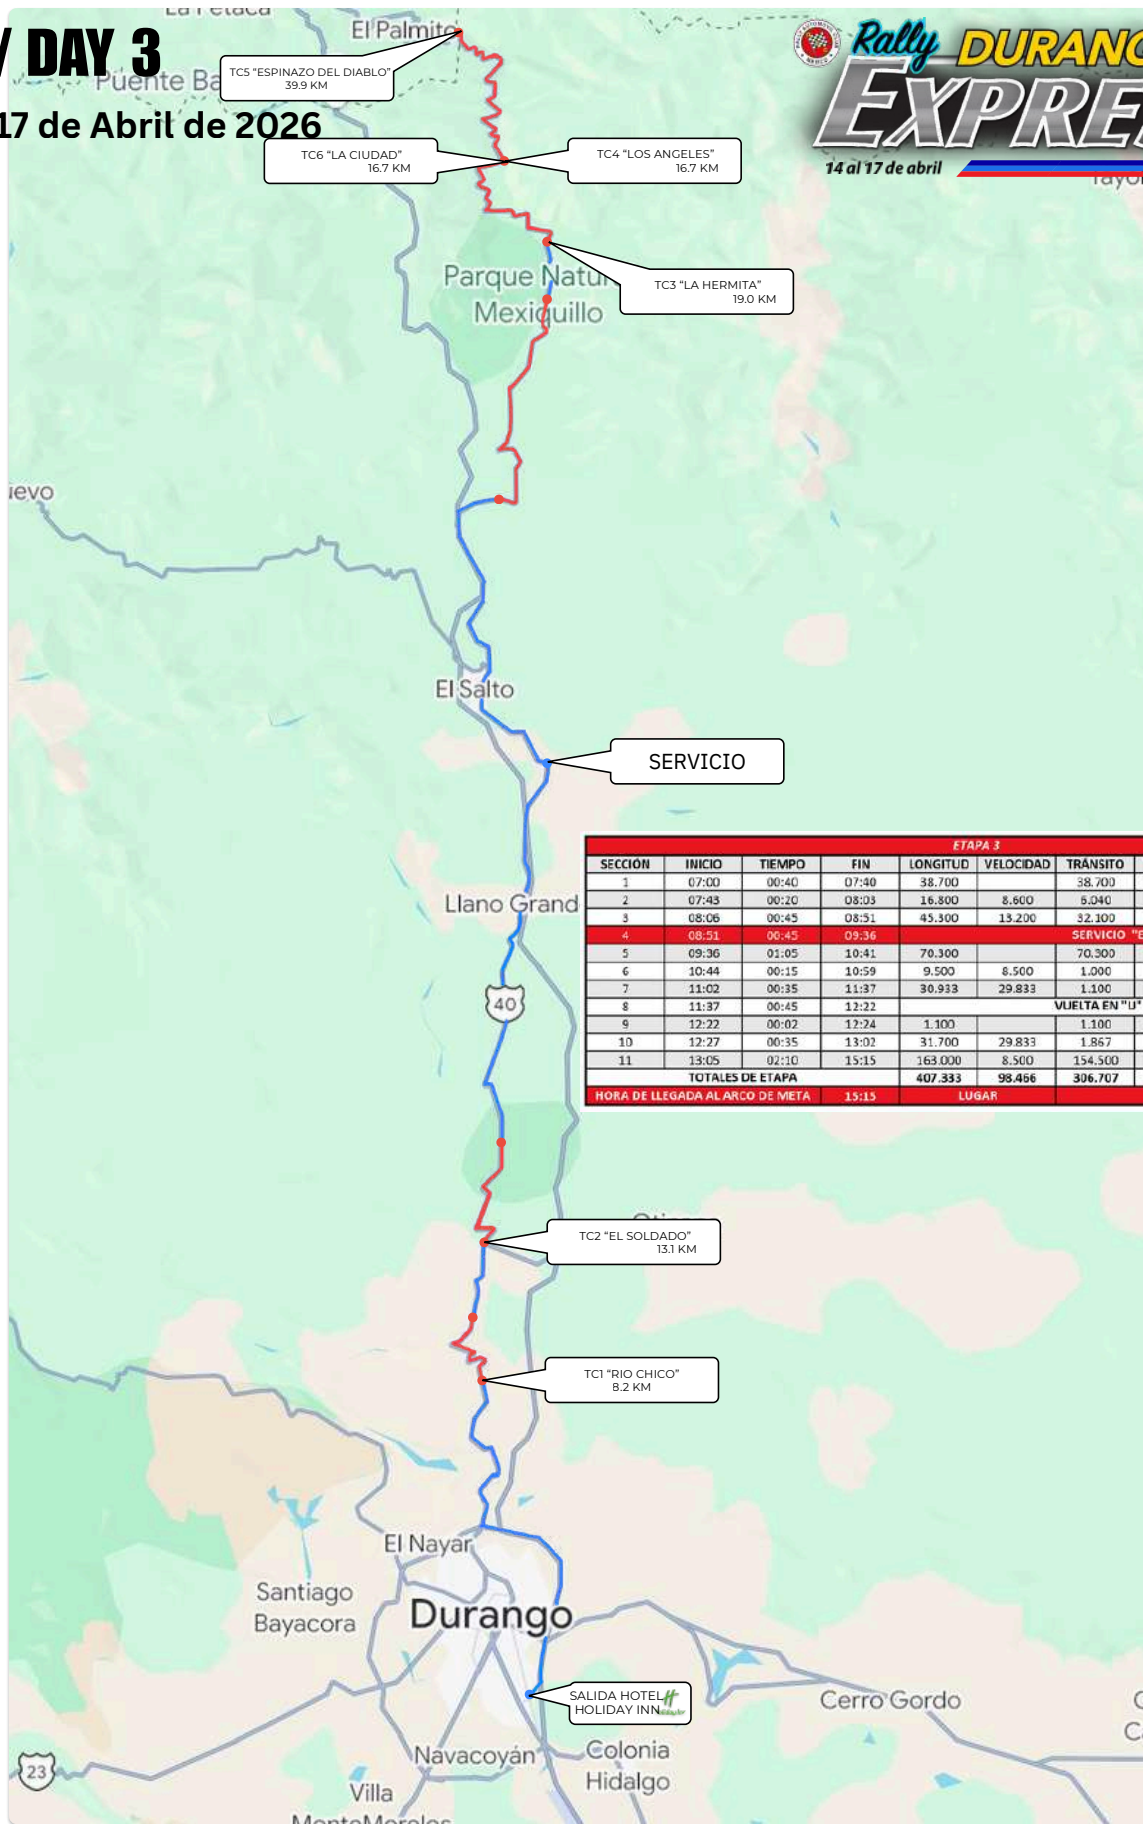 La Petaca
El Palmito
/ DAY 3
Puente Ba
17 de Abril de 2026
Rally DURANG
EXPRE
14 al 17 de abril
Tayo
TC5 "ESPINAZO DEL DIABLO"
39.9 KM
TC6 "LA CIUDAD"
16.7 KM
TC4 "LOS ANGELES"
16.7 KM
Parque Natu
Mexiquillo
TC3 "LA HERMITA"
19.0 KM
uevo
El Salto
SERVICIO
ETAPA 3
SECCIÓN INICIO TIEMPO FIN LONGITUD VELOCIDAD TRÁNSITO
1 07:00 00:40 07:40 38.700 38.700
2 07:43 00:20 08:03 16.800 8.600 5.040
3 08:06 00:45 08:51 45.300 13.200 32.100
4 08:51 00:45 09:36 SERVICIO "E
5 09:36 01:05 10:41 70.300 70.300
6 10:44 00:15 10:59 9.500 8.500 1.000
7 11:02 00:35 11:37 30.933 29.833 1.100
8 11:37 00:45 12:22 VUELTA EN "U"
9 12:22 00:02 12:24 1.100 1.100
10 12:27 00:35 13:02 31.700 29.833 1.867
11 13:05 02:10 15:15 163.000 8.500 154.500
TOTALES DE ETAPA 407.333 98.466 306.707
HORA DE LLEGADA AL ARCO DE META 15:15 LUGAR
Llano Grand
40
TC2 "EL SOLDADO"
13.1 KM
TC1 "RIO CHICO"
8.2 KM
El Nayar
Santiago
Bayacora
Durango
SALIDA HOTEL
HOLIDAY INN
Cerro Gordo
Navacoyán
Colonia
Hidalgo
23
Villa
MonteMorelos